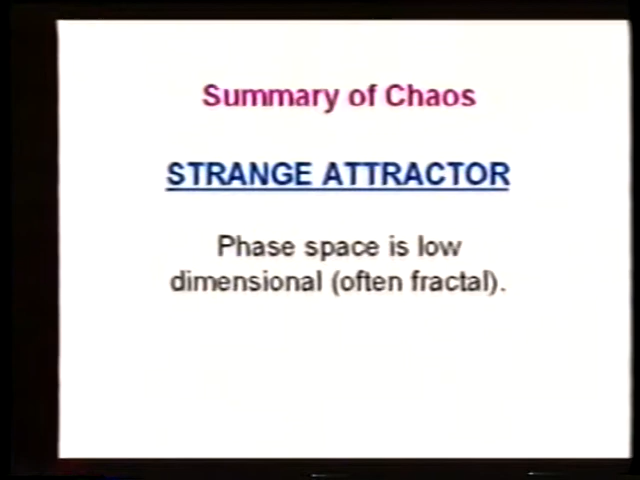 Summary of Chaos
STRANGE ATTRACTOR
Phase space is low
dimensional (often fractal).